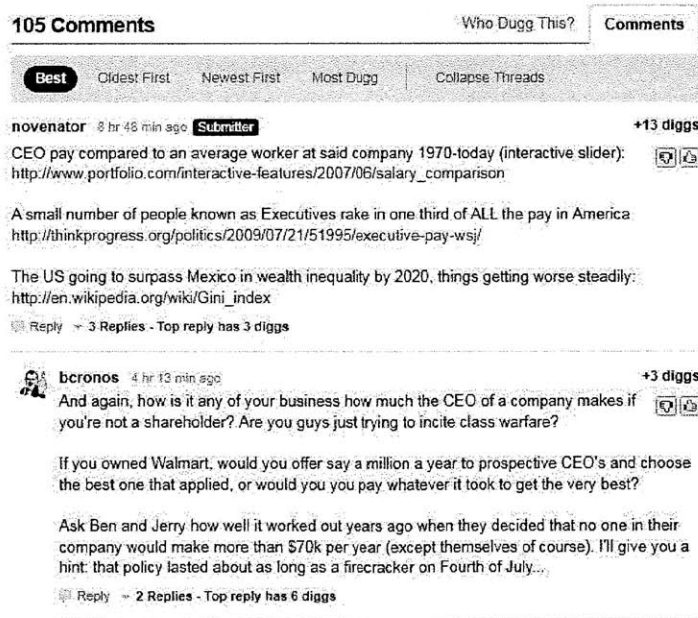 105 Comments
Who Dugg This?
Comments
Best
Oldest First
Newest First
Most Dugg
Collapse Threads
novenator 8 hr 48 min ago Submitter
+13 diggs
CEO pay compared to an average worker at said company 1970-today (interactive slider):
http://www.portfolio.com/interactive-features/2007/06/salary_comparison
A small number of people known as Executives rake in one third of ALL the pay in America
http://thinkprogress.org/politics/2009/07/21/51995/executive-pay-wsj/
The US going to surpass Mexico in wealth inequality by 2020, things getting worse steadily:
http://en.wikipedia.org/wiki/Gini_index
Reply 3 Replies - Top reply has 3 diggs
bcronos 4 hr 13 min ago
+3 diggs
And again, how is it any of your business how much the CEO of a company makes if
you're not a shareholder? Are you guys just trying to incite class warfare?
If you owned Walmart, would you offer say a million a year to prospective CEO's and choose
the best one that applied, or would you you pay whatever it took to get the very best?
Ask Ben and Jerry how well it worked out years ago when they decided that no one in their
company would make more than $70k per year (except themselves of course). I'll give you a
hint: that policy lasted about as long as a firecracker on Fourth of July...
Reply 2 Replies - Top reply has 6 diggs